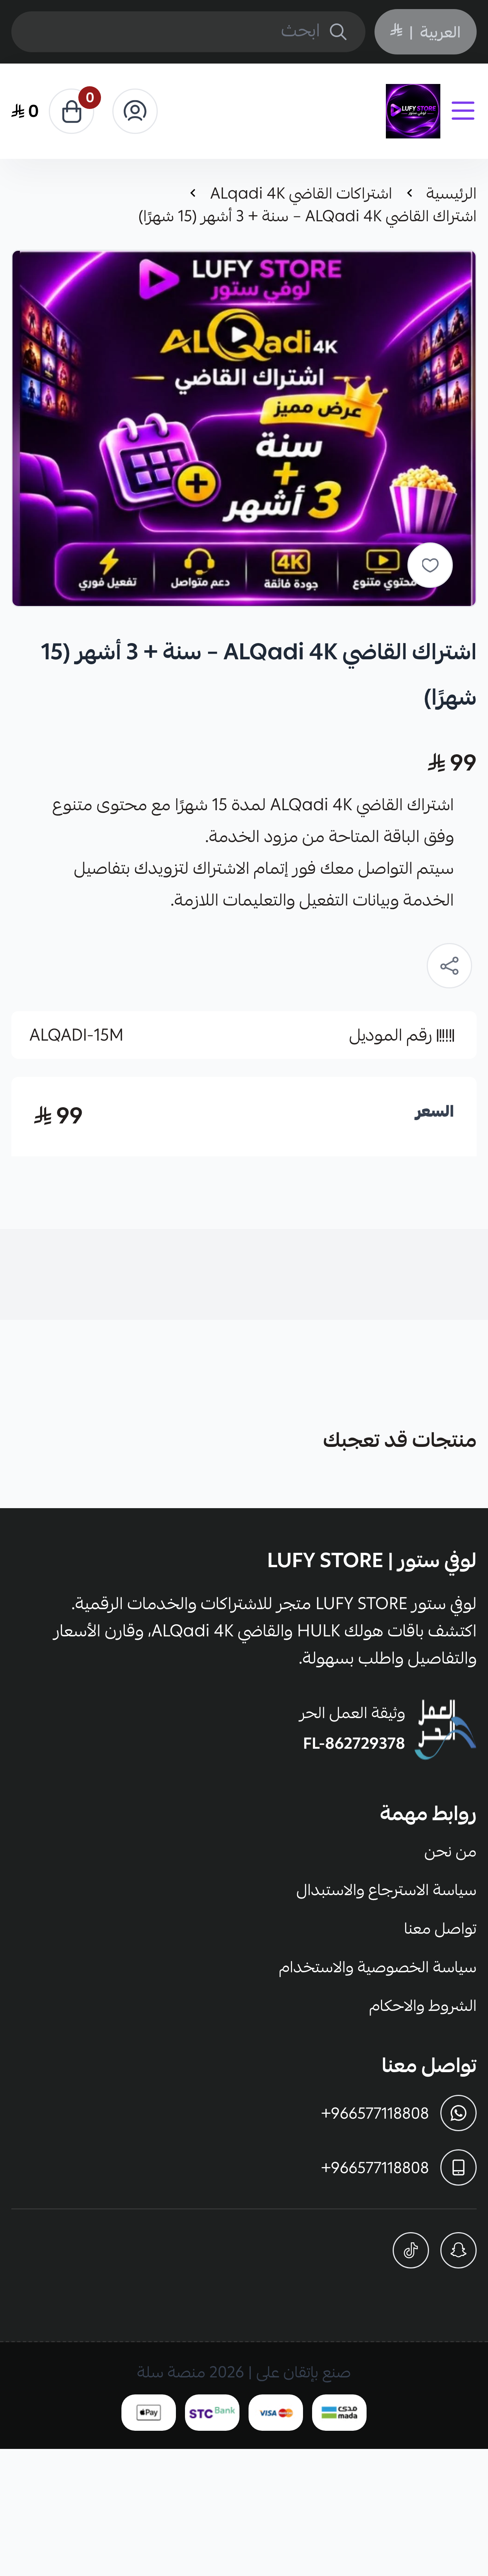 العربية |
ابحث
LUFY STORE
لوفي ستور
0
0
الرئيسية
اشتراكات القاضي ALqadi 4K
اشتراك القاضي ALQadi 4K – سنة + 3 أشهر (15 شهرًا)
LUFY STORE
لوفي ستور
ALQadi 4K
اشتراك القاضي
عرض مميز
سنة
+
3 أشهر
محتوي متنوع
4K
جودة فائقة
دعم متواصل
تفعيل فوري
اشتراك القاضي ALQadi 4K – سنة + 3 أشهر (15
شهرًا)
99
اشتراك القاضي ALQadi 4K لمدة 15 شهرًا مع محتوى متنوع
وفق الباقة المتاحة من مزود الخدمة.
سيتم التواصل معك فور إتمام الاشتراك لتزويدك بتفاصيل
الخدمة وبيانات التفعيل والتعليمات اللازمة.
رقم الموديل
ALQADI-15M
السعر
99
منتجات قد تعجبك
لوفي ستور | LUFY STORE
لوفي ستور LUFY STORE متجر للاشتراكات والخدمات الرقمية.
اكتشف باقات هولك HULK والقاضي ALQadi 4K، وقارن الأسعار
والتفاصيل واطلب بسهولة.
العمل الحر
وثيقة العمل الحر
FL-862729378
روابط مهمة
من نحن
سياسة الاسترجاع والاستبدال
تواصل معنا
سياسة الخصوصية والاستخدام
الشروط والاحكام
تواصل معنا
+966577118808
+966577118808
صنع بإتقان على | 2026 منصة سلة
مدى mada
VISA
STC Bank
Pay